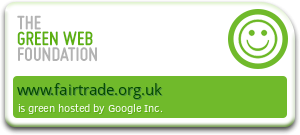 THE
GREEN WEB
FOUNDATION
www.fairtrade.org.uk
is green hosted by Google Inc.